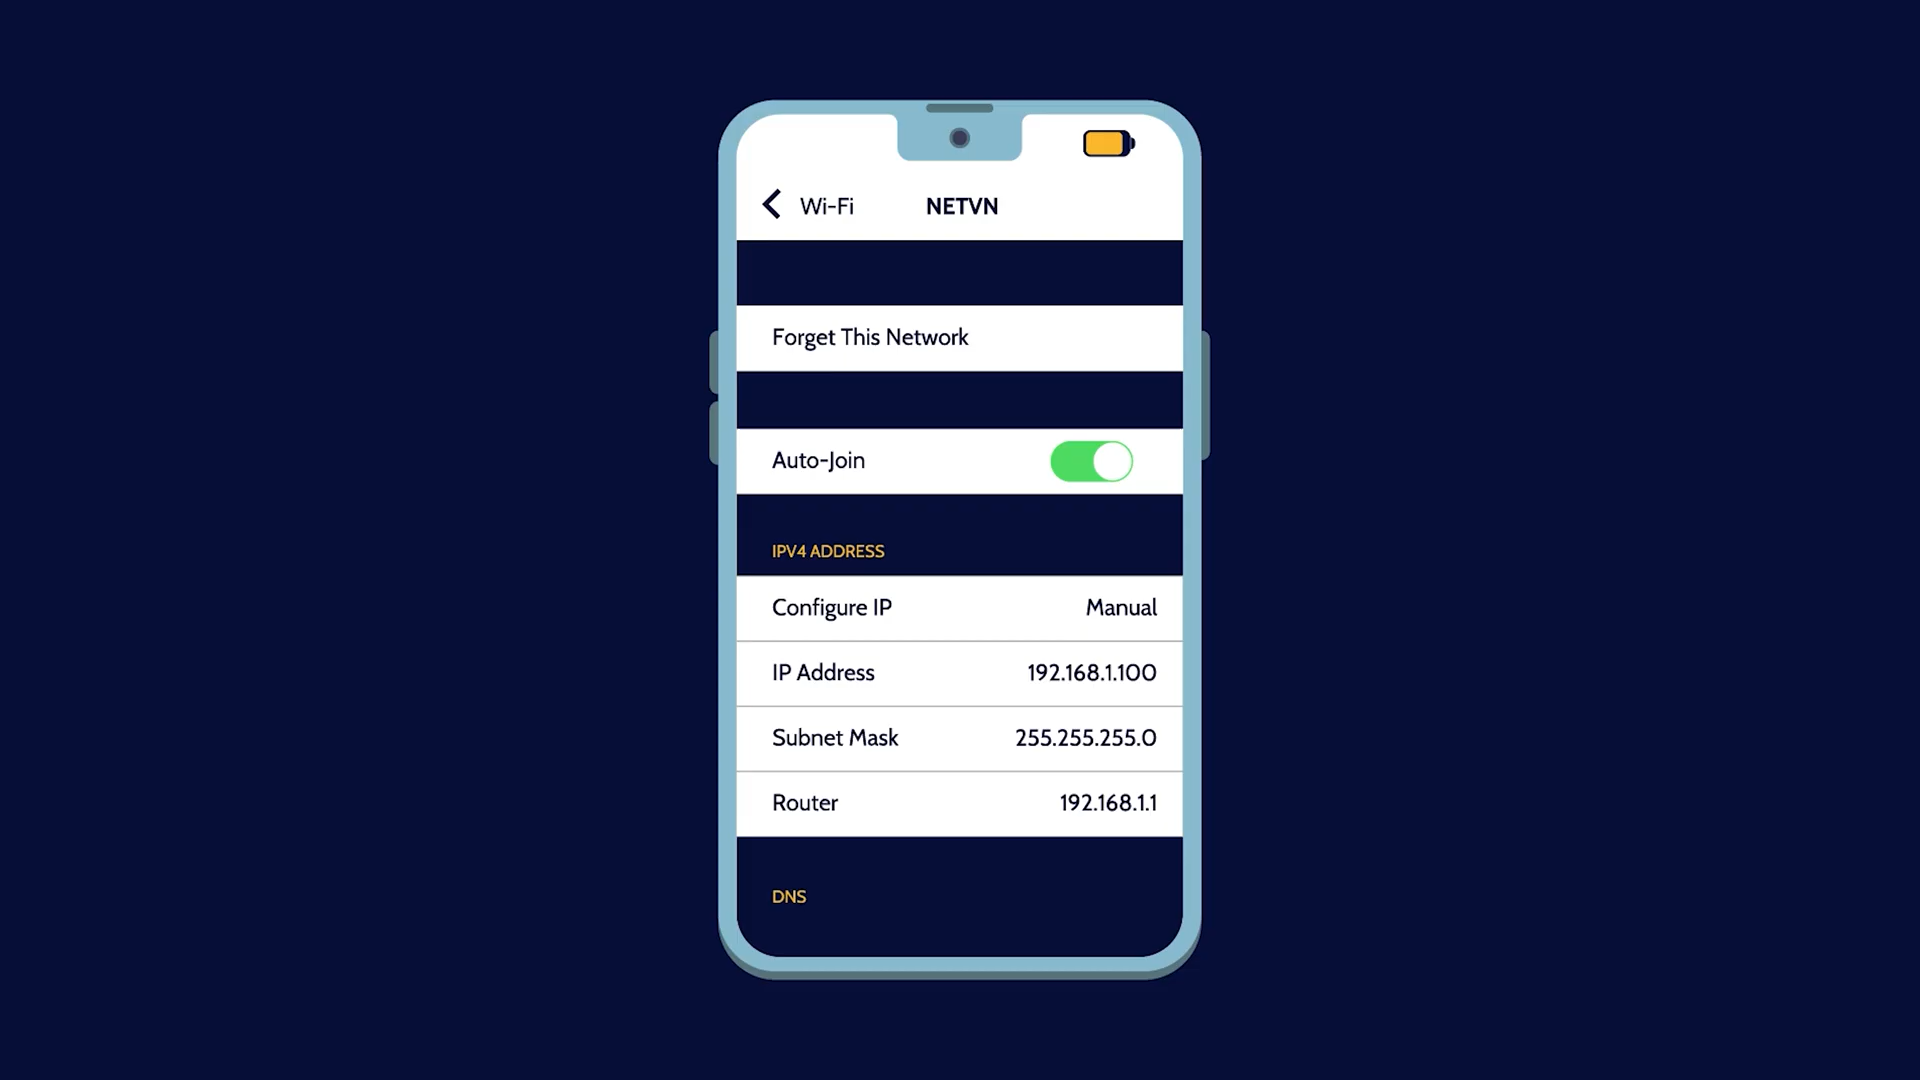 Wi-Fi NETVN
Forget This Network
Auto-Join
IPV4 ADDRESS
Configure IP Manual
IP Address 192.168.1.100
Subnet Mask 255.255.255.0
Router 192.168.1.1
DNS